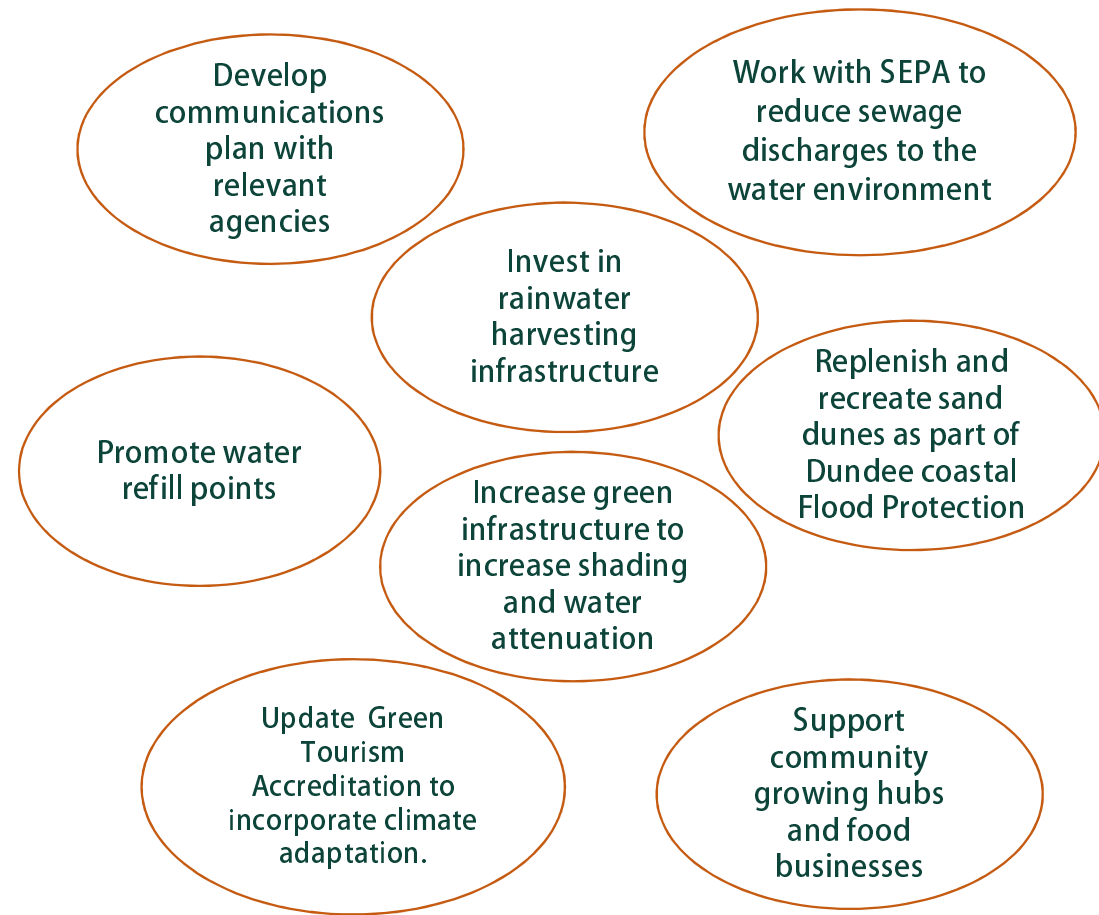 Develop
communications
plan with
relevant
agencies
Work with SEPA to
reduce sewage
discharges to the
water environment
Invest in
rainwater
harvesting
infrastructure
Replenish and
recreate sand
dunes as part of
Dundee coastal
Flood Protection
Promote water
refill points
Increase green
infrastructure to
increase shading
and water
attenuation
Update Green
Tourism
Accreditation to
incorporate climate
adaptation.
Support
community
growing hubs
and food
businesses